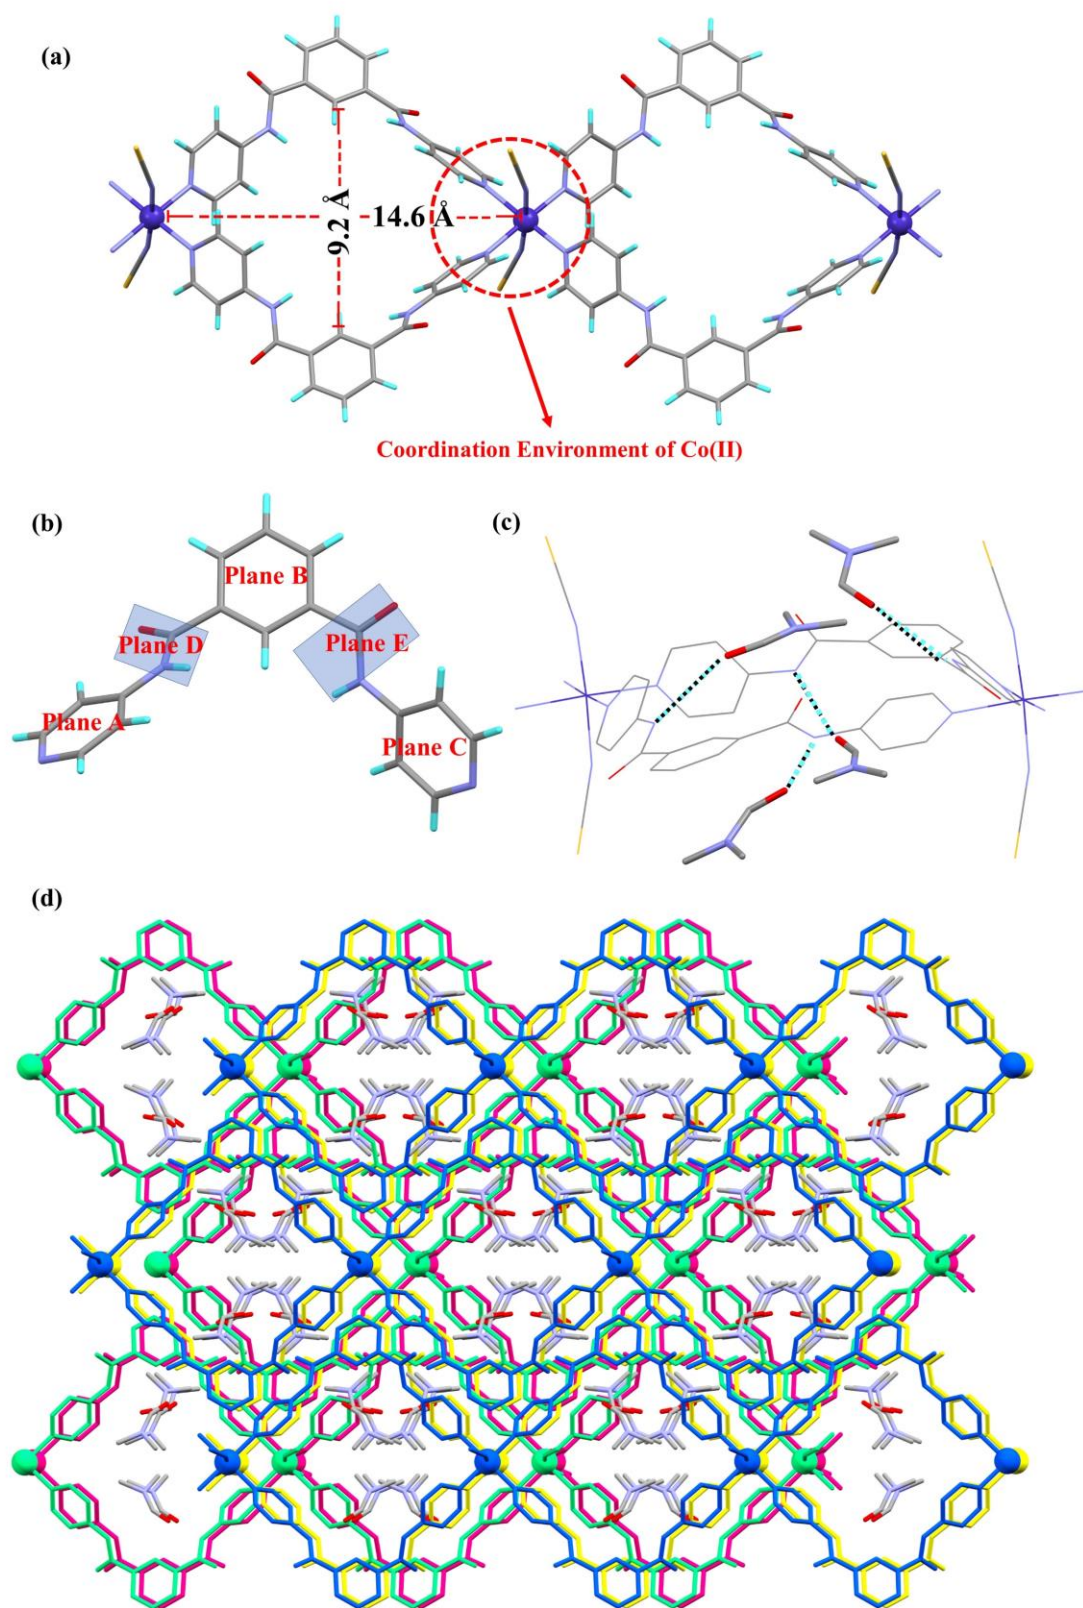 (a)
9.2 Å
14.6 Å
Coordination Environment of Co(II)
(b)
Plane B
Plane D
Plane E
Plane A
Plane C
(c)
(d)